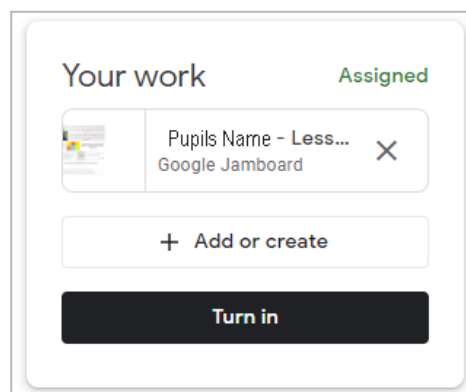 Your work
Assigned
Pupils Name - Less...
Google Jamboard
+ Add or create
Turn in